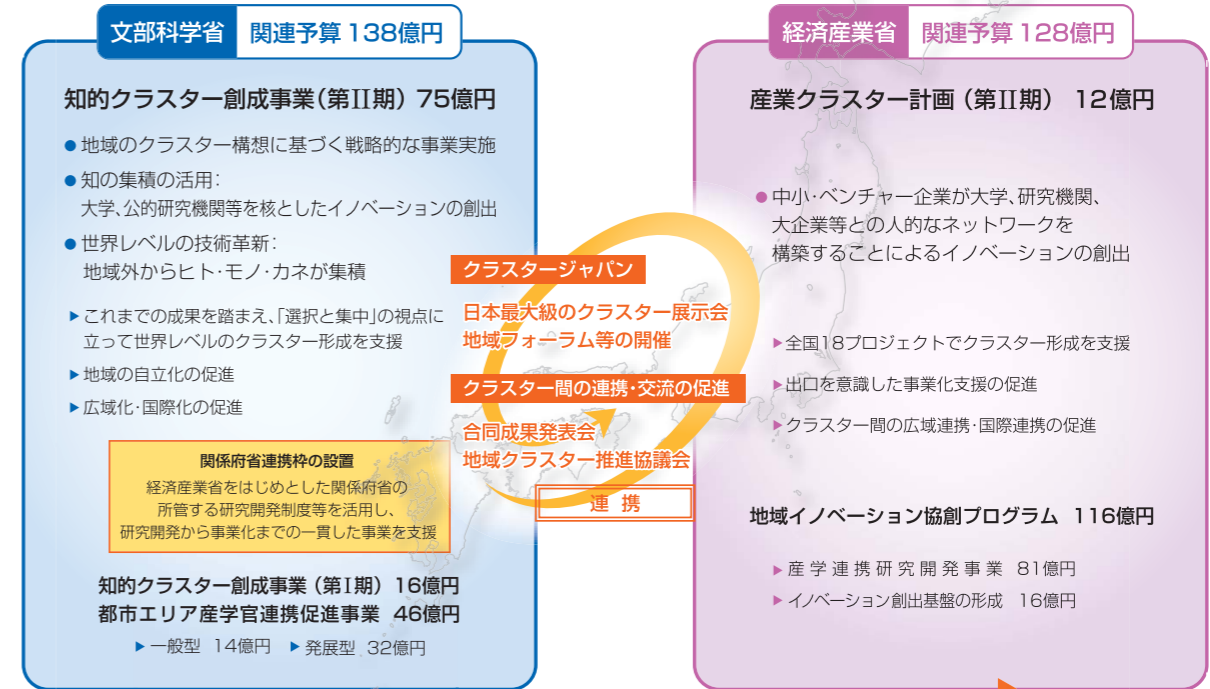 文部科学省 関連予算 138億円
知的クラスター創成事業(第Ⅱ期) 75億円
●地域のクラスター構想に基づく戦略的な事業実施
●知の集積の活用:
大学、公的研究機関等を核としたイノベーションの創出
●世界レベルの技術革新:
地域外からヒト・モノ・カネが集積
▶これまでの成果を踏まえ、「選択と集中」の視点に
立って世界レベルのクラスター形成を支援
▶地域の自立化の促進
▶広域化・国際化の促進
関係府省連携枠の設置
経済産業省をはじめとした関係府省の
所管する研究開発制度等を活用し、
研究開発から事業化までの一貫した事業を支援
知的クラスター創成事業(第Ⅰ期) 16億円
都市エリア産学官連携促進事業 46億円
▶一般型 14億円 ▶発展型 32億円
クラスタージャパン
日本最大級のクラスター展示会
地域フォーラム等の開催
クラスター間の連携・交流の促進
合同成果発表会
地域クラスター推進協議会
連携
経済産業省 関連予算 128億円
産業クラスター計画(第Ⅱ期) 12億円
●中小・ベンチャー企業が大学、研究機関、
大企業等との人的なネットワークを
構築することによるイノベーションの創出
▶全国18プロジェクトでクラスター形成を支援
▶出口を意識した事業化支援の促進
▶クラスター間の広域連携・国際連携の促進
地域イノベーション協創プログラム 116億円
▶産学連携研究開発事業 81億円
▶イノベーション創出基盤の形成 16億円